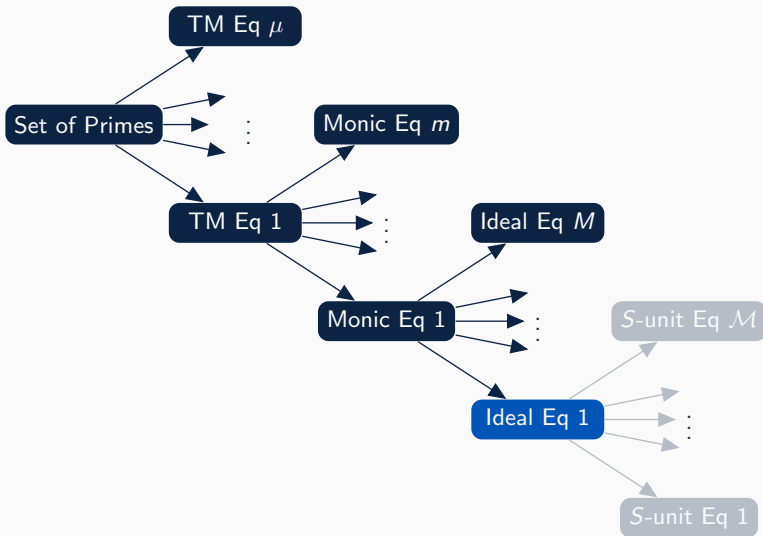 TM Eq μ
Set of Primes
⋮
Monic Eq m
TM Eq 1
⋮
Ideal Eq M
Monic Eq 1
⋮
S-unit Eq ℳ
Ideal Eq 1
⋮
S-unit Eq 1